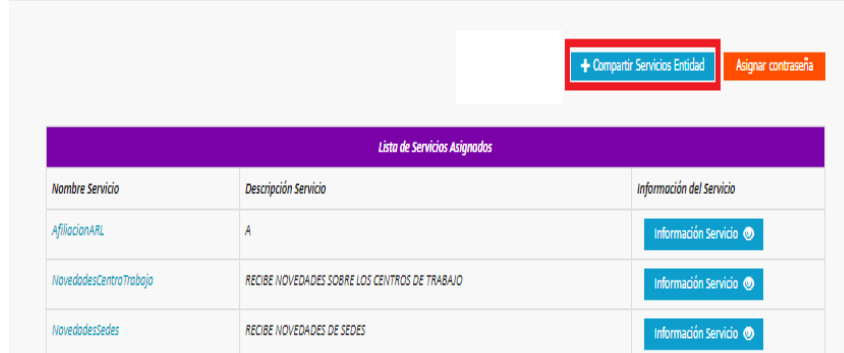 + Compartir Servicios Entidad Asignar contraseña
Lista de Servicios Asignados
Nombre Servicio Descripción Servicio Información del Servicio
AfiliacionARL A Información Servicio
NovedadesCentroTrabajo RECIBE NOVEDADES SOBRE LOS CENTROS DE TRABAJO Información Servicio
NovedadesSedes RECIBE NOVEDADES DE SEDES Información Servicio